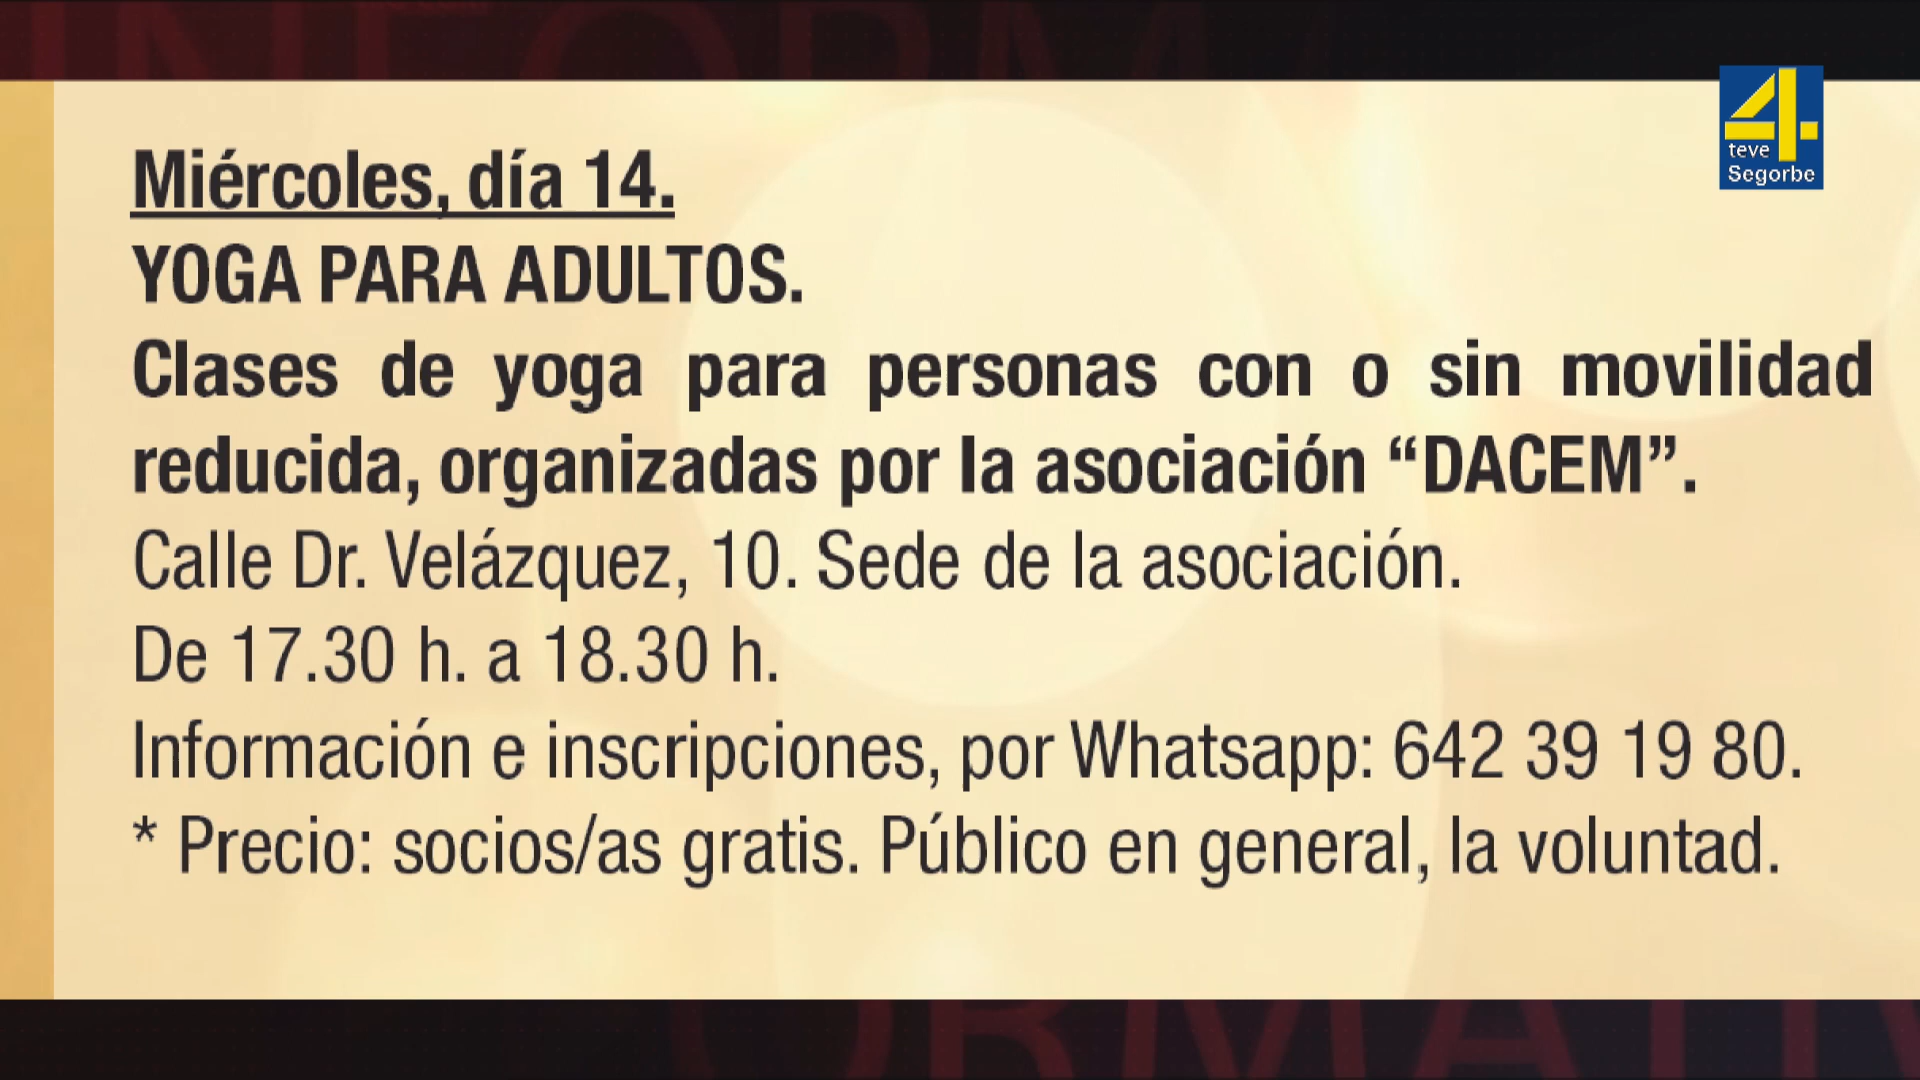 4
teve
Segorbe
Miércoles, día 14.
YOGA PARA ADULTOS.
Clases de yoga para personas con o sin movilidad
reducida, organizadas por la asociación “DACEM”.
Calle Dr. Velázquez, 10. Sede de la asociación.
De 17.30 h. a 18.30 h.
Información e inscripciones, por Whatsapp: 642 39 19 80.
* Precio: socios/as gratis. Público en general, la voluntad.